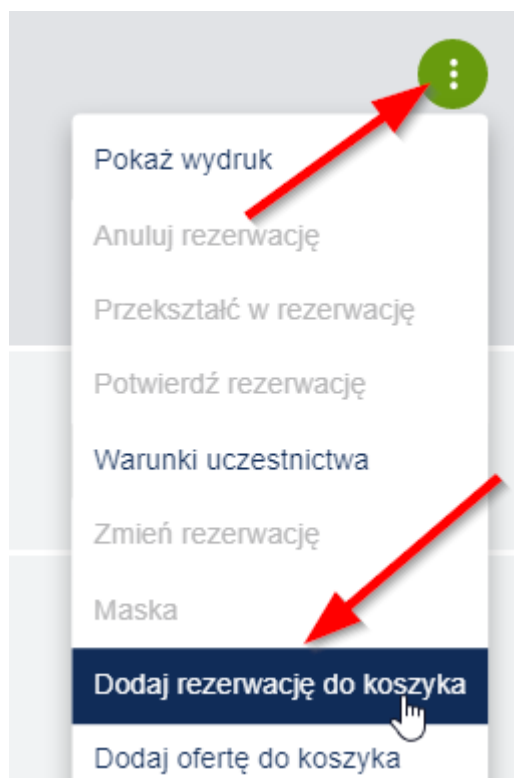 Pokaż wydruk
Anuluj rezerwację
Przekształć w rezerwację
Potwierdź rezerwację
Warunki uczestnictwa
Zmień rezerwację
Maska
Dodaj rezerwację do koszyka
Dodaj ofertę do koszyka